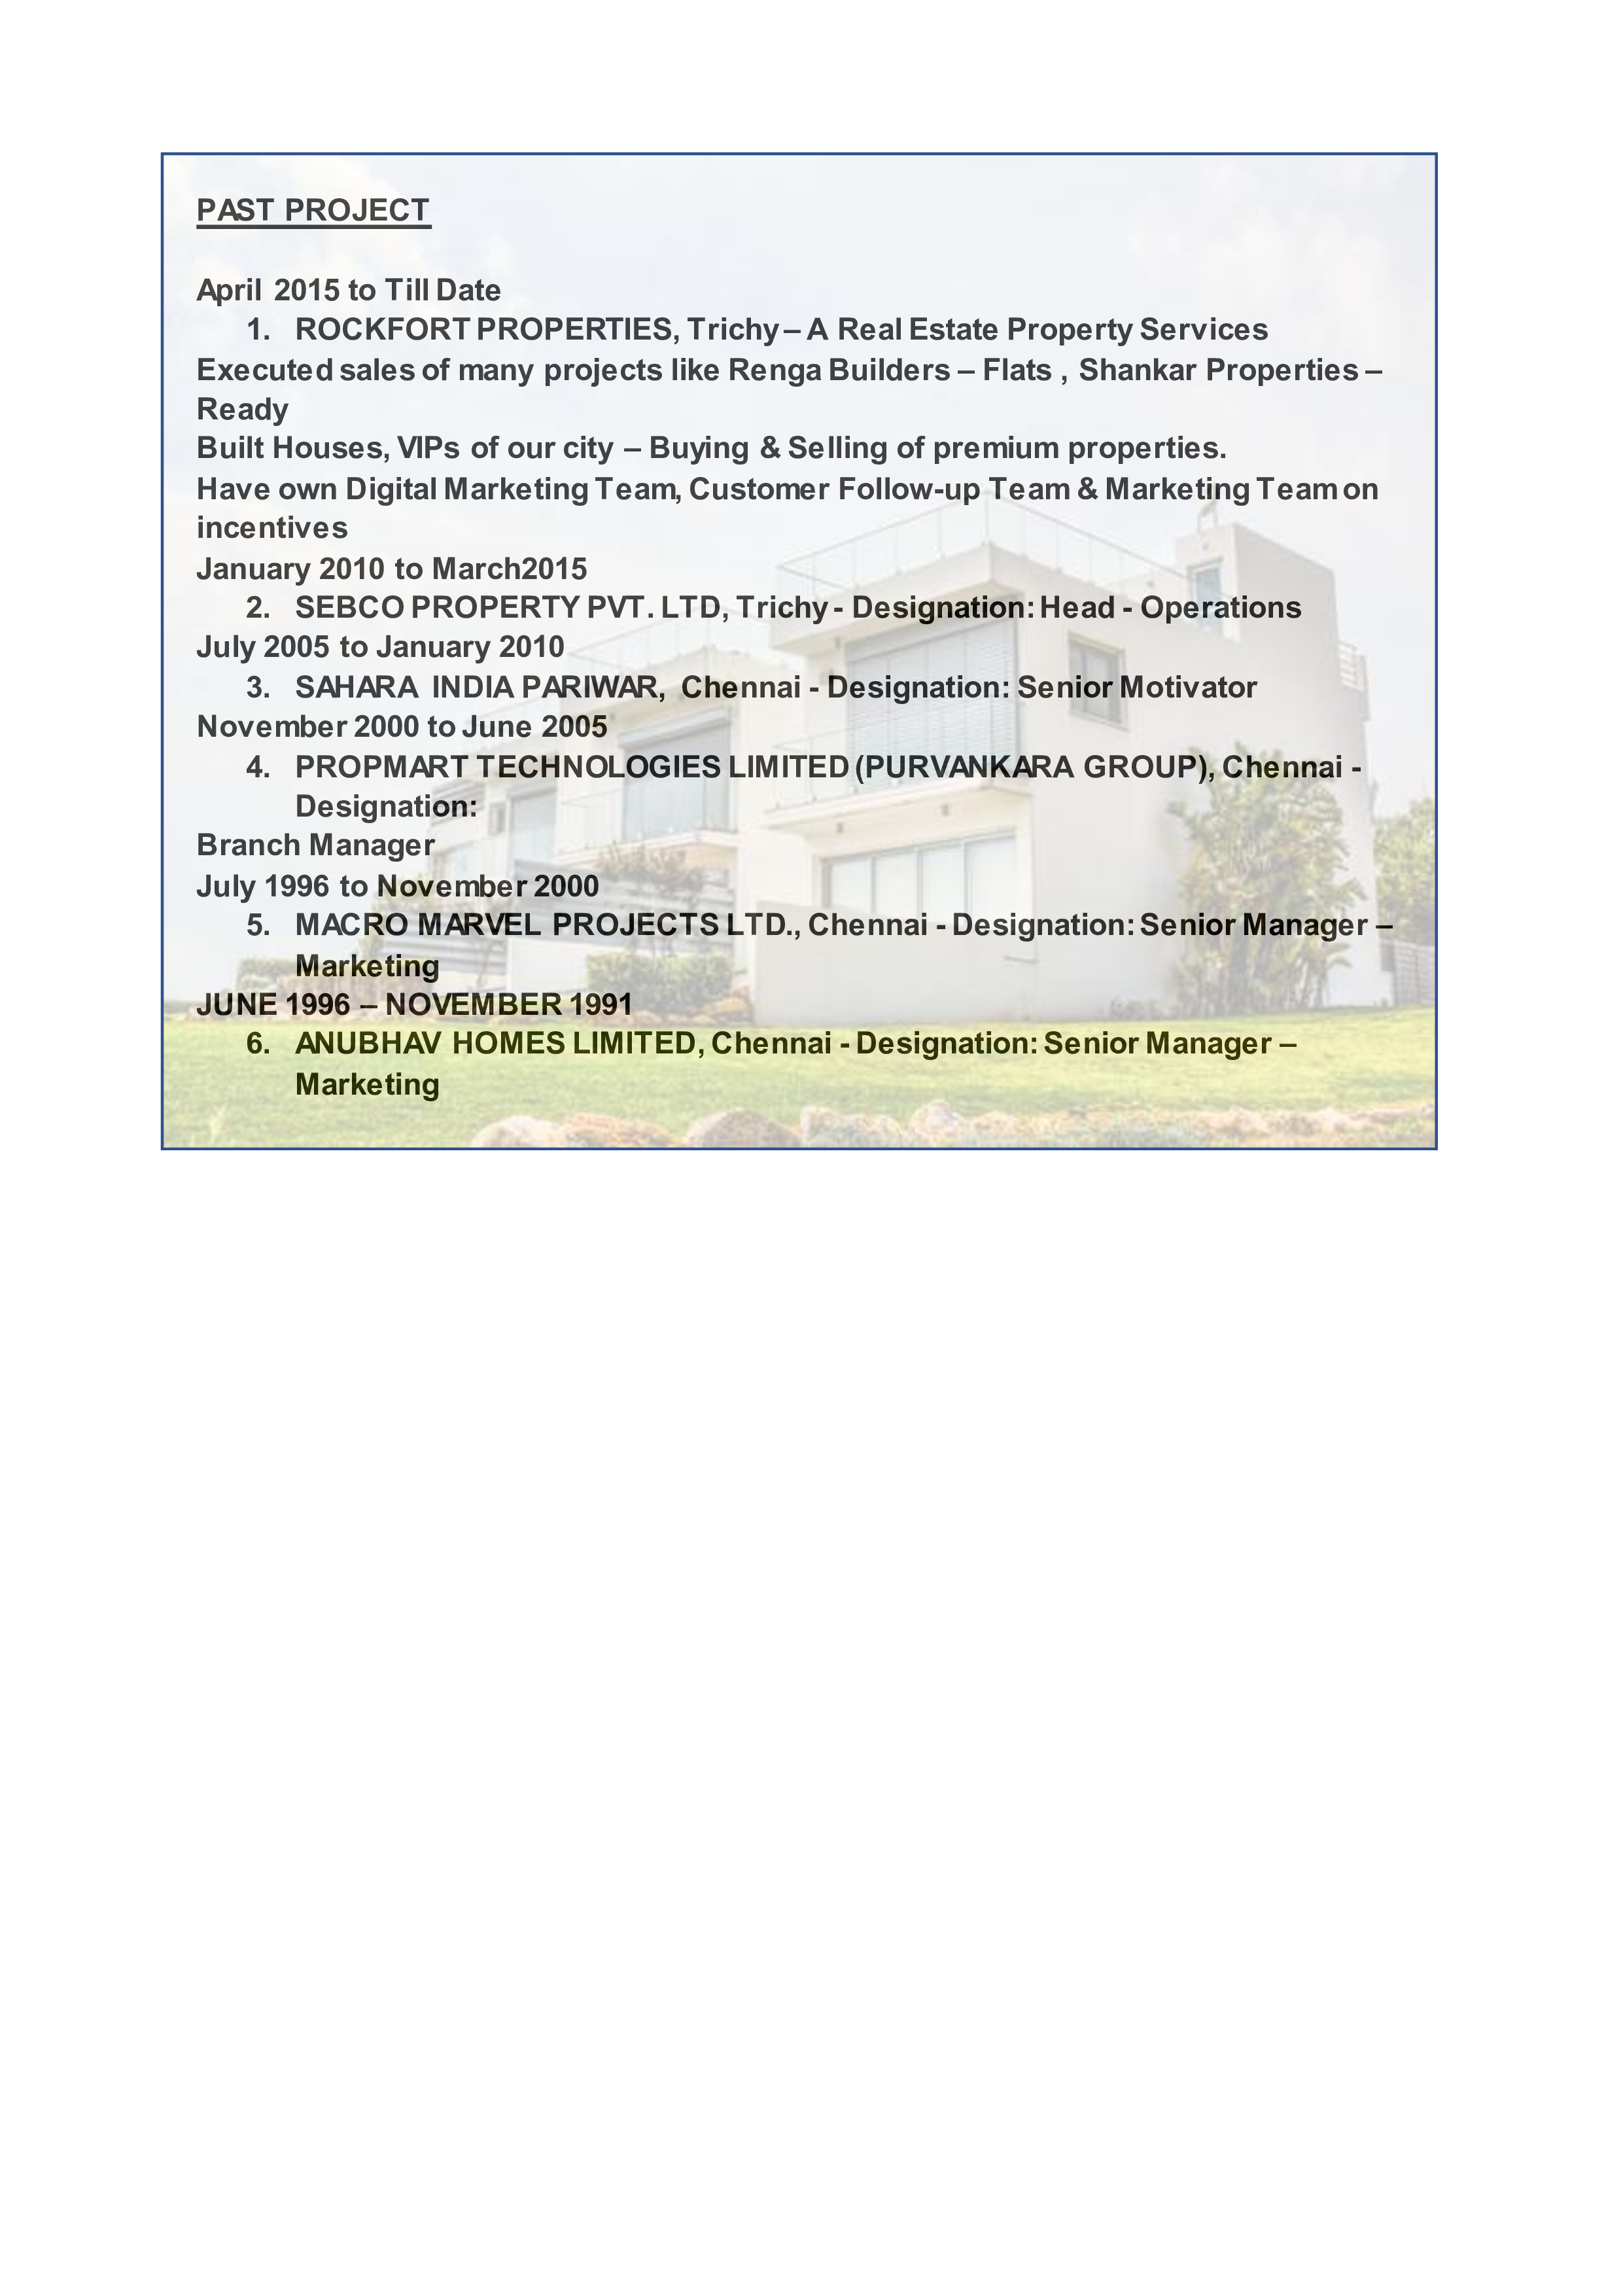 PAST PROJECT
April 2015 to Till Date
1. ROCKFORT PROPERTIES, Trichy – A Real Estate Property Services
Executed sales of many projects like Renga Builders – Flats , Shankar Properties –
Ready
Built Houses, VIPs of our city – Buying & Selling of premium properties.
Have own Digital Marketing Team, Customer Follow-up Team & Marketing Team on
incentives
January 2010 to March2015
2. SEBCO PROPERTY PVT. LTD, Trichy - Designation: Head - Operations
July 2005 to January 2010
3. SAHARA INDIA PARIWAR, Chennai - Designation: Senior Motivator
November 2000 to June 2005
4. PROPMART TECHNOLOGIES LIMITED (PURVANKARA GROUP), Chennai -
Designation:
Branch Manager
July 1996 to November 2000
5. MACRO MARVEL PROJECTS LTD., Chennai - Designation: Senior Manager –
Marketing
JUNE 1996 – NOVEMBER 1991
6. ANUBHAV HOMES LIMITED, Chennai - Designation: Senior Manager –
Marketing